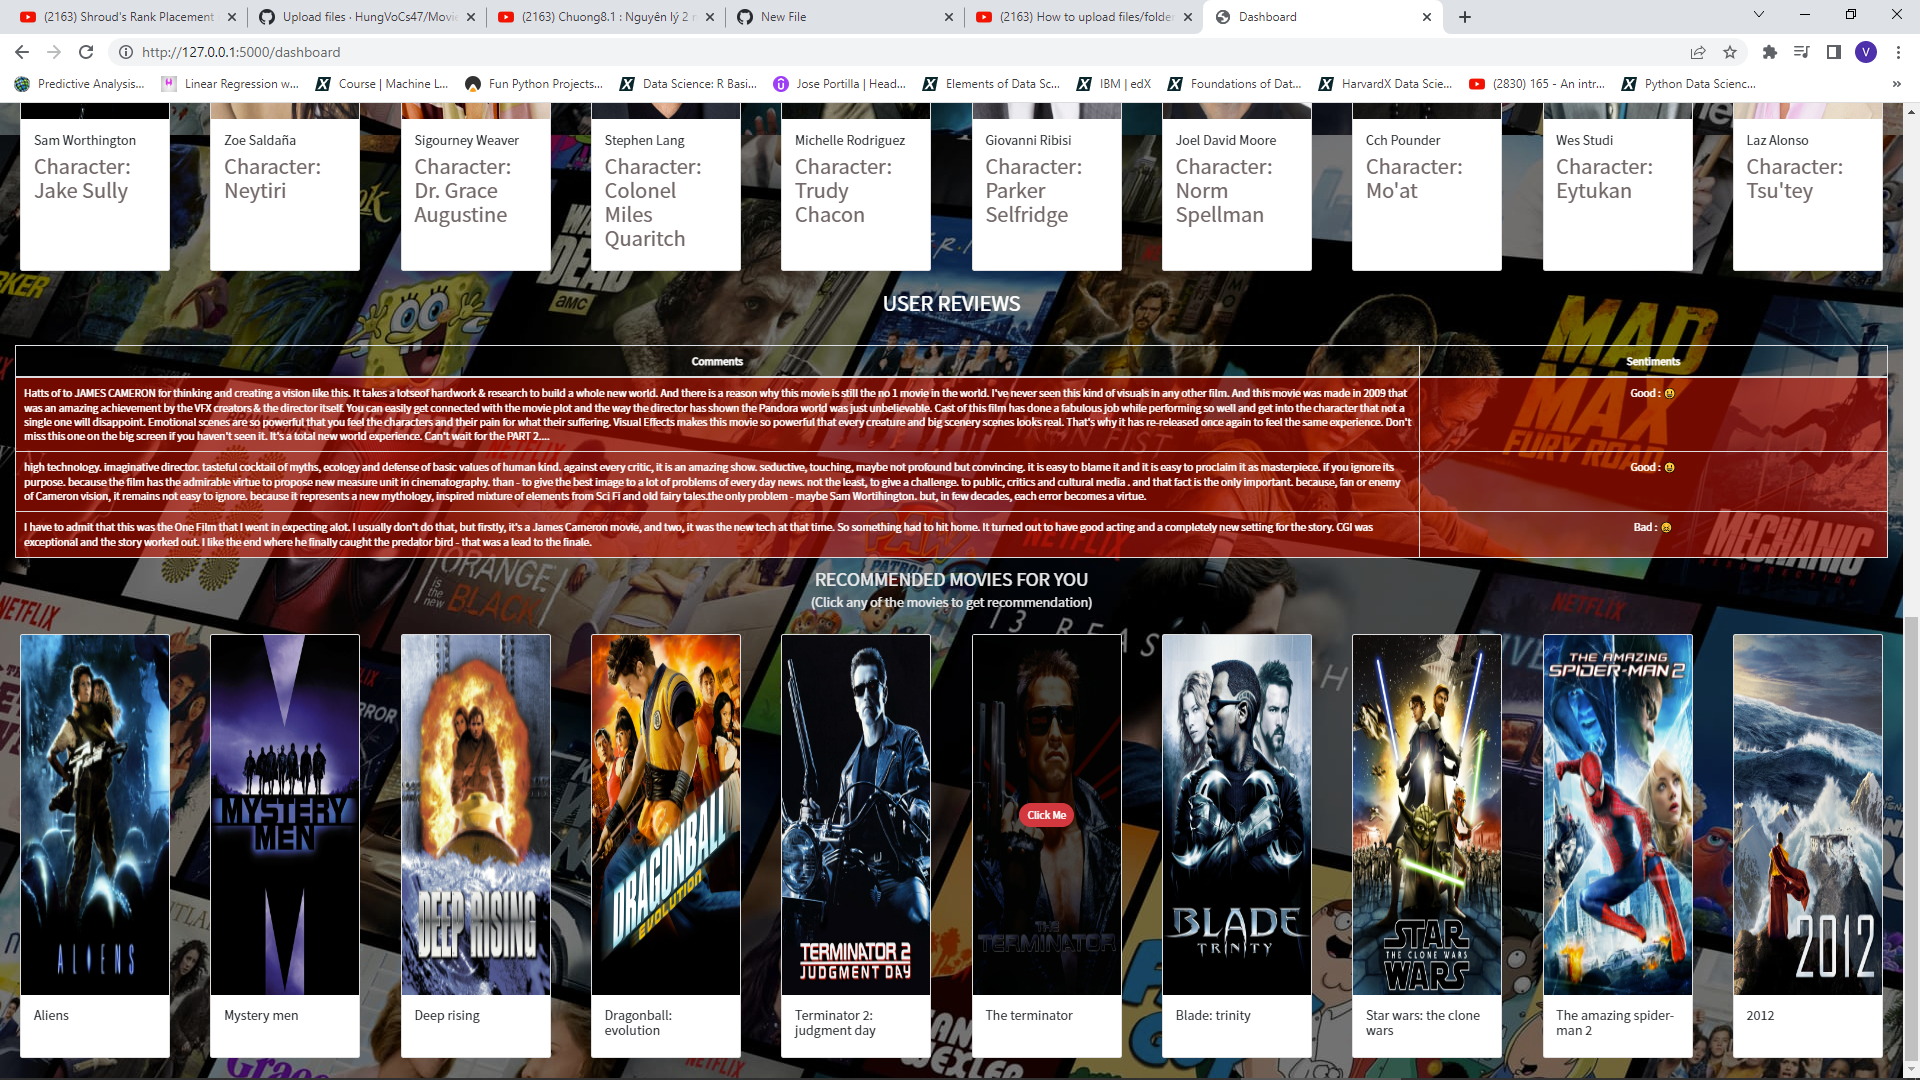 (2163) Shroud's Rank Placement
Upload files · HungVoCs47/Movie
(2163) Chuong8.1 : Nguyên lý 2 n
New File
(2163) How to upload files/folde
Dashboard
http://127.0.0.1:5000/dashboard
V
Predictive Analysis...
Linear Regression w...
Course | Machine L...
Fun Python Projects...
Data Science: R Basi...
Jose Portilla | Head...
Elements of Data Sc...
IBM | edX
Foundations of Dat...
HarvardX Data Scie...
(2830) 165 - An intr...
Python Data Scienc...
Sam Worthington
Character:
Jake Sully
Zoe Saldaña
Character:
Neytiri
Sigourney Weaver
Character:
Dr. Grace
Augustine
Stephen Lang
Character:
Colonel
Miles
Quaritch
Michelle Rodriguez
Character:
Trudy
Chacon
Giovanni Ribisi
Character:
Parker
Selfridge
Joel David Moore
Character:
Norm
Spellman
Cch Pounder
Character:
Mo'at
Wes Studi
Character:
Eytukan
Laz Alonso
Character:
Tsu'tey
USER REVIEWS
Comments
Sentiments
Hatts of to JAMES CAMERON for thinking and creating a vision like this. It takes a lotseof hardwork & research to build a whole new world. And there is a reason why this movie is still the no 1 movie in the world. I've never seen this kind of visuals in any other film. And this movie was made in 2009 that
was an amazing achievement by the VFX creators & the director itself. You can easily get connected with the movie plot and the way the director has shown the Pandora world was just unbelievable. Cast of this film has done a fabulous job while performing so well and get into the character that not a
single one will disappoint. Emotional scenes are so powerful that you feel the characters and their pain for what their suffering. Visual Effects makes this movie so powerful that every creature and big scenery scenes looks real. That's why it has re-released once again to feel the same experience. Don't
miss this one on the big screen if you haven't seen it. It's a total new world experience. Can't wait for the PART 2....
Good : 😃
high technology. imaginative director. tasteful cocktail of myths, ecology and defense of basic values of human kind. against every critic, it is an amazing show. seductive, touching, maybe not profound but convincing. it is easy to blame it and it is easy to proclaim it as masterpiece. if you ignore its
purpose. because the film has the admirable virtue to propose new measure unit in cinematography. than - to give the best image to a lot of problems of every day news. not the least, to give a challenge. to public, critics and cultural media . and that fact is the only important. because, fan or enemy
of Cameron vision, it remains not easy to ignore. because it represents a new mythology, inspired mixture of elements from Sci Fi and old fairy tales.the only problem - maybe Sam Wortihington. but, in few decades, each error becomes a virtue.
Good : 😃
I have to admit that this was the One Film that I went in expecting alot. I usually don't do that, but firstly, it's a James Cameron movie, and two, it was the new tech at that time. So something had to hit home. It turned out to have good acting and a completely new setting for the story. CGI was
exceptional and the story worked out. I like the end where he finally caught the predator bird - that was a lead to the finale.
Bad : 😖
RECOMMENDED MOVIES FOR YOU
(Click any of the movies to get recommendation)
MAD
MAX
FURY ROAD
MECHANIC
RESURRECTION
WALKING
DEAD
AMC
ORANGE
is the new
BLACK
PAW
PATROL
13 REASONS
NETFLIX
NETFLIX
NETFLIX
ALIENS
MYSTERY
MEN
DEEP RISING
DRAGONBALL
EVOLUTION
TERMINATOR 2
JUDGMENT DAY
Click Me
THE
TERMINATOR
BLADE
TRINITY
STAR
THE CLONE WARS
WARS
THE AMAZING
SPIDER-MAN 2
2012
Aliens
Mystery men
Deep rising
Dragonball:
evolution
Terminator 2:
judgment day
The terminator
Blade: trinity
Star wars: the clone
wars
The amazing spider-
man 2
2012
NETFLIX